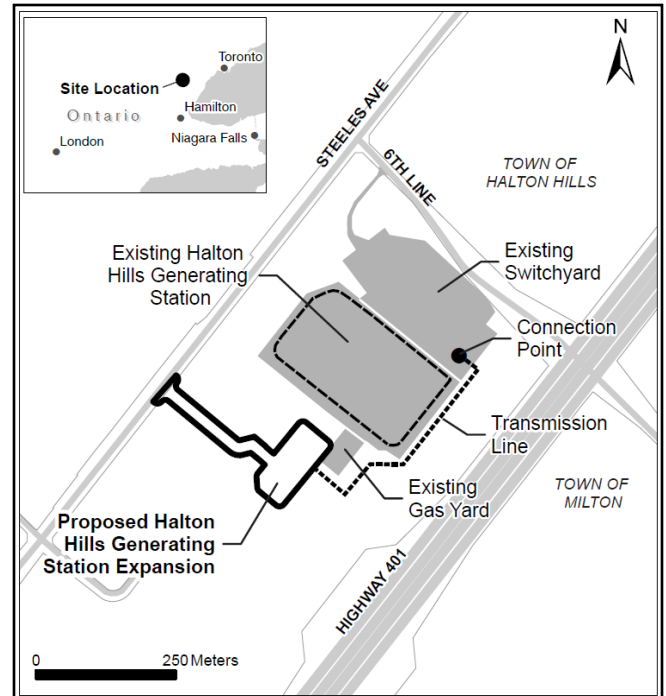 Toronto
Site Location
Ontario
Hamilton
London
Niagara Falls
N
STEELES AVE
6TH LINE
TOWN OF
HALTON HILLS
Existing Halton
Hills Generating
Station
Existing
Switchyard
Connection
Point
Transmission
Line
TOWN OF
MILTON
Existing
Gas Yard
Proposed Halton
Hills Generating
Station Expansion
HIGHWAY 401
0
250 Meters